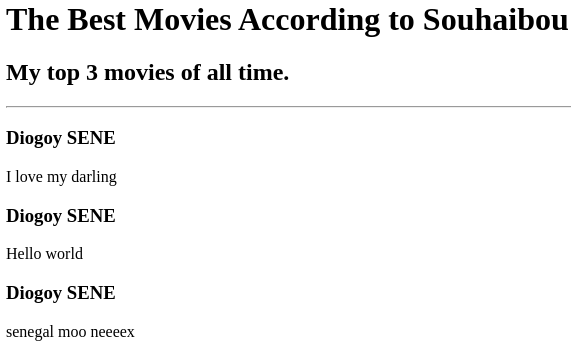 The Best Movies According to Souhaibou
My top 3 movies of all time.
Diogoy SENE
I love my darling
Diogoy SENE
Hello world
Diogoy SENE
senegal moo neeeex